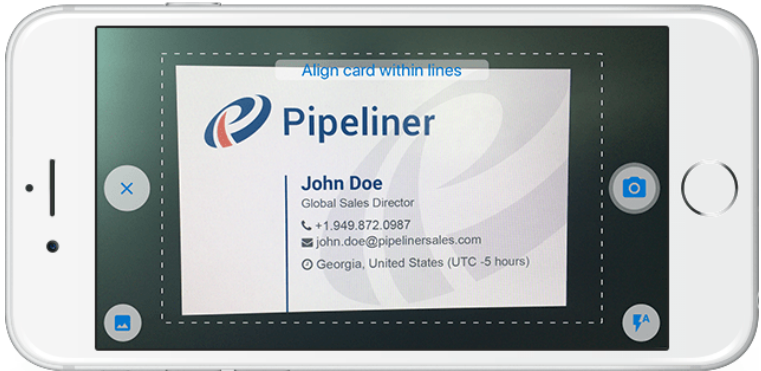 Align card within lines
Pipeliner
John Doe
Global Sales Director
+1.949.872.0987
john.doe@pipelinersales.com
Georgia, United States (UTC -5 hours)
A